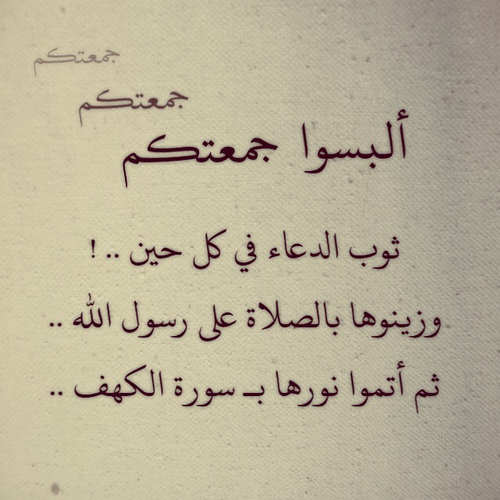 جمعتكم
جمعتكم
ألبسوا جمعتكم
ثوب الدعاء في كل حين .. !
وزينوها بالصلاة على رسول الله ..
ثم أتموا نورها بـ سورة الكهف ..